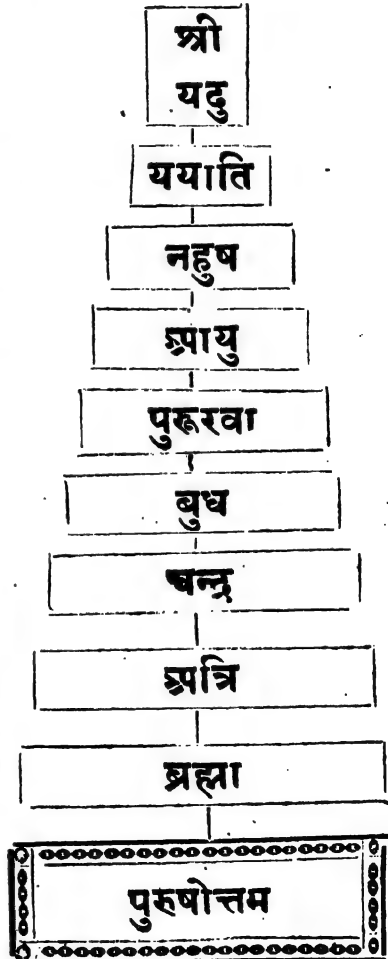 श्री
यदु
ययाति
नहुष
आयु
पुरूरवा
बुध
चन्द्र
अत्रि
ब्रह्मा
पुरुषोत्तम